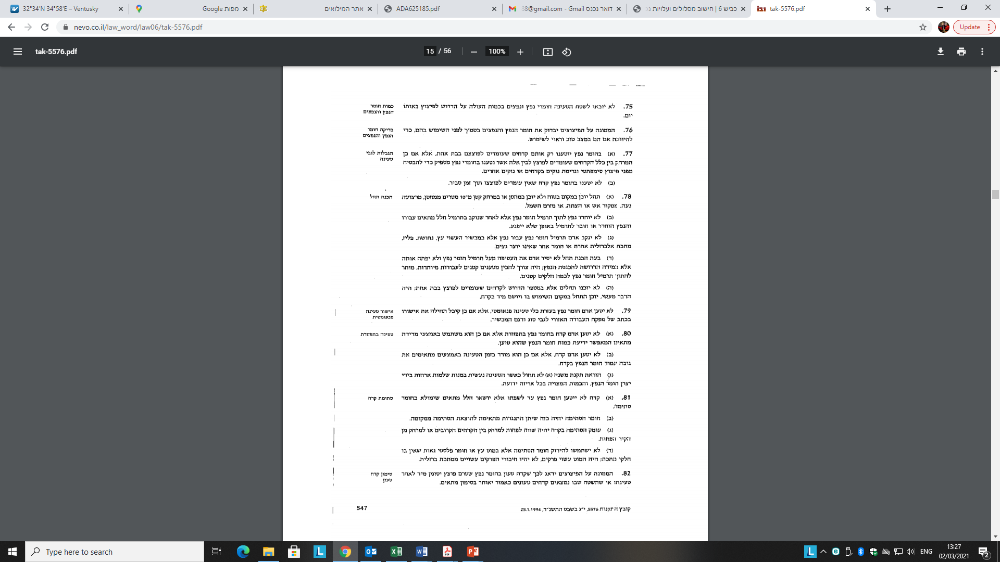 32°34'N 34°58'E – Ventusky
מפות Google
אתר המילואים
ADA625185.pdf
דואר נכנס - 88@gmail.com - Gmail
כביש 6 | חישוב מסלולים ועלויות נס
tak-5576.pdf
nevo.co.il/law_word/law06/tak-5576.pdf
Update
tak-5576.pdf
15 / 56
100%
75. לא יובאו לשטח הטעינה חומרי נפץ ונפצים בכמות העולה על הדרוש לפיצוץ באותו
יום.
כמות חומר
הנפץ והנפצים
76. הממונה על הפיצוצים יבדוק את חומר הנפץ והנפצים בסמוך לפני השימוש בהם, כדי
להיווכח אם הם במצב טוב וראוי לשימוש.
בדיקת חומר
הנפץ והנפצים
77. (א) בחומר נפץ יוטענו רק אותם קדחים שעומדים לפוצצם בבת אחת, אלא אם כן
המרחק בין כלל הקדחים שעומדים לפוצץ לבין אלה אשר נטענו בחומרי נפץ מספיק כדי להבטיח
מפני פיצוץ סימפתטי וגרימת נזקים בקדחים או נזקים אחרים.
הגבלות לגבי
טעינה
(ב) לא יטענו בחומר נפץ קדח שאין עומדים לפוצצו תוך זמן סביר.
78. (א) תחל יוכן במקום בטוח ולא יוכן במחסן או במרחק קטן מ־10 מטרים ממחסן, מרצועה
נעה, ממקור אש או הצתה, או מזרם חשמל.
הכנת תחל
(ב) לא יוחדר נפץ לתוך תרמיל חומר נפץ אלא לאחר שנוקב בתרמיל חלל מתאים עבורו
והנפץ הוחדר או חובר לתרמיל באופן שלא ייפגע.
(ג) לא ינקב אדם תרמיל חומר נפץ עבור נפץ אלא במכשיר העשוי עץ, נחושת, פליז,
מתכת אלברזלית אחרת או חומר אחר שאינו יוצר גצים.
(ד) בעת הכנת תחל לא יסיר אדם את העטיפה מעל תרמיל חומר נפץ ולא יפתח אותה
אלא במידה הדרושה להכנסת הנפץ; היה צורך להכין מטענים קטנים לעבודות מיוחדות, מותר
לחתוך תרמיל חומר נפץ לכמה חלקים קטנים.
(ה) לא יוכנו תחלים אלא במספר הדרוש לקדחים שעומדים לפוצץ בבת אחת; היה
הדבר מעשי, יוכן התחל במקום השימוש בו ויושם מיד בקדח.
79. לא יטען אדם חומר נפץ בעזרת כלי טעינה פנאומטי, אלא אם כן קיבל תחילה את אישורו
בכתב של מפקח העבודה האזורי לגבי סוג ודגם המכשיר.
אישור טעינה
פנאומטית
80. (א) לא יטען אדם קדח בחומר נפץ בתפזורת אלא אם כן הוא משתמש באמצעי מדידה
מתאים המאפשר ידיעת כמות חומר הנפץ שהוא טוען.
טעינה בתפזורת
(ב) לא יטען אדם קדח, אלא אם כן הוא מודד בזמן הטעינה באמצעים מתאימים את
גובה עמוד חומר הנפץ בקדח.
(ג) הוראת תקנת משנה (א) לא תחול כאשר הטעינה נעשית במנות שלמות ארוזות בידי
יצרן חומר הנפץ, והכמות המצויה בכל אריזה ידועה.
81. (א) קדח לא ייטען חומר נפץ עד לשפתו אלא יושאר חלל מתאים שימולא בחומר
סתימה.
סתימת קדח
(ב) חומר הסתימה יהיה כזה שיתן התנגדות מתאימה להוצאת הסתימה ממקומה.
(ג) עומק הסתימה בקדח יהיה שווה לפחות למרחק בין הקדחים הקרובים או למרחק מן
הקיר הפתוח.
(ד) לא ישתמשו להידוק חומר הסתימה אלא במוט עץ או חומר פלסטי נאות שאין בו
חלקי מתכת; היה המוט עשוי פרקים, לא יהיו חיבורי הפרקים עשויים ממתכת ברזלית.
82. הממונה על הפיצוצים ידאג לכך שקדח טעון בחומר נפץ שטרם פוצץ יסומן מיד לאחר
טעינתו או שהשטח שבו נמצאים קדחים טעונים כאמור יאותר בסימון מתאים.
סימון קדח
טעון
קובץ התקנות 5576, י"ג בשבט התשנ"ד, 25.1.1994
547
Type here to search
ENG
13:27
02/03/2021
2